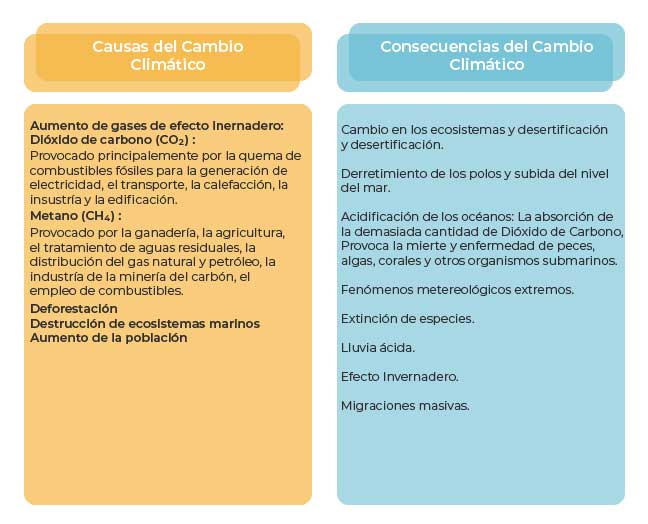 Causas del Cambio
Climático
Aumento de gases de efecto Inernadero:
Dióxido de carbono (CO₂) :
Provocado principalmente por la quema de
combustibles fósiles para la generación de
electricidad, el transporte, la calefacción, la
insustría y la edificación.
Metano (CH₄) :
Provocado por la ganadería, la agricultura,
el tratamiento de aguas residuales, la
distribución del gas natural y petróleo, la
industría de la minería del carbón, el
empleo de combustibles.
Deforestación
Destrucción de ecosistemas marinos
Aumento de la población
Consecuencias del Cambio
Climático
Cambio en los ecosistemas y desertificación
y desertificación.
Derretimiento de los polos y subida del nivel
del mar.
Acidificación de los océanos: La absorción de
la demasiada cantidad de Dióxido de Carbono,
Provoca la mierte y enfermedad de peces,
algas, corales y otros organismos submarinos.
Fenómenos metereológicos extremos.
Extinción de especies.
Lluvia ácida.
Efecto Invernadero.
Migraciones masivas.